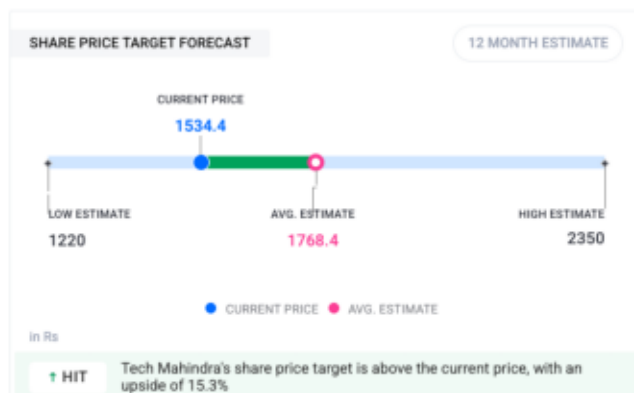 SHARE PRICE TARGET FORECAST
12 MONTH ESTIMATE
CURRENT PRICE
1534.4
LOW ESTIMATE
AVG. ESTIMATE
HIGH ESTIMATE
1220
1768.4
2350
CURRENT PRICE
AVG. ESTIMATE
in Rs
↑ HIT
Tech Mahindra's share price target is above the current price, with an
upside of 15.3%